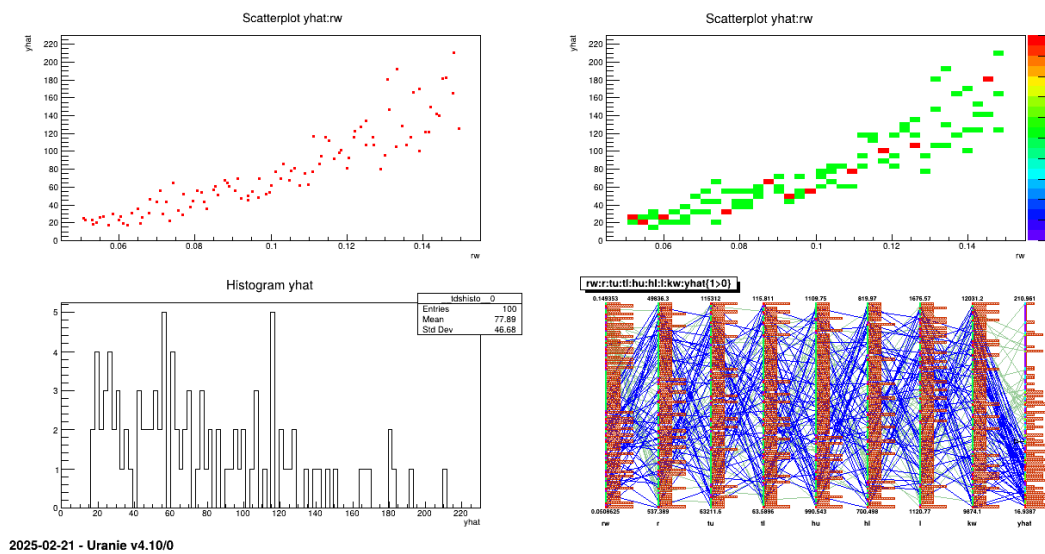 Scatterplot yhat:rw
yhat
220
200
180
160
140
120
100
80
60
40
20
0
0.06
0.08
0.1
0.12
0.14
rw
Scatterplot yhat:rw
yhat
220
200
180
160
140
120
100
80
60
40
20
0
0.06
0.08
0.1
0.12
0.14
rw
Histogram yhat
__tdshisto__0
Entries 100
Mean 77.89
Std Dev 46.68
5
4
3
2
1
0
0 20 40 60 80 100 120 140 160 180 200 220
yhat
rw:r:tu:tl:hu:hl:l:kw:yhat{1>0}
0.149353 49836.3 115312 115.811 1109.75 819.97 1676.57 12031.2 210.961
0.0506625 537.389 63211.6 63.5896 990.543 700.498 1120.77 9874.1 16.9387
rw r tu tl hu hl l kw yhat
2025-02-21 - Uranie v4.10/0